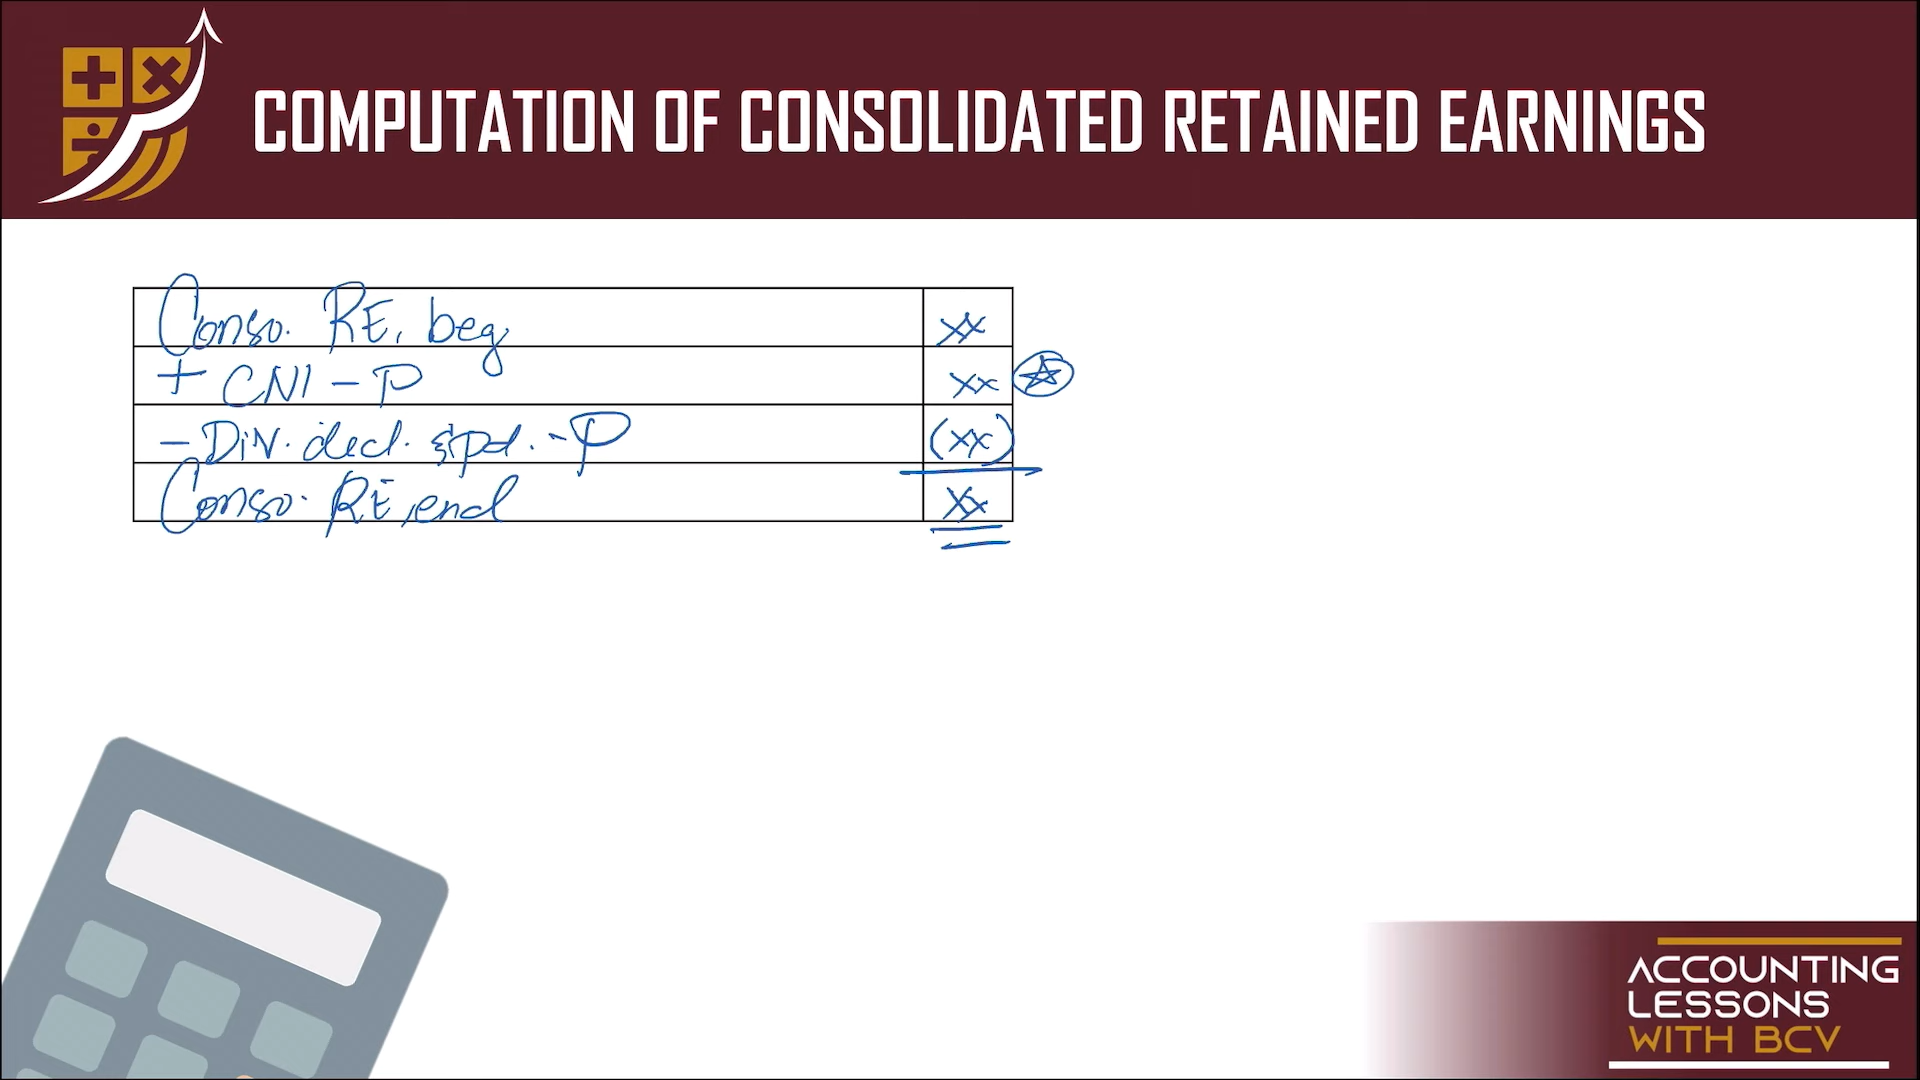 COMPUTATION OF CONSOLIDATED RETAINED EARNINGS
Conso. RE, beg xx
+ CNI - P xx
- Div. decl. & pd. - P (xx)
Conso. RE, end xx
ACCOUNTING
LESSONS
WITH BCV